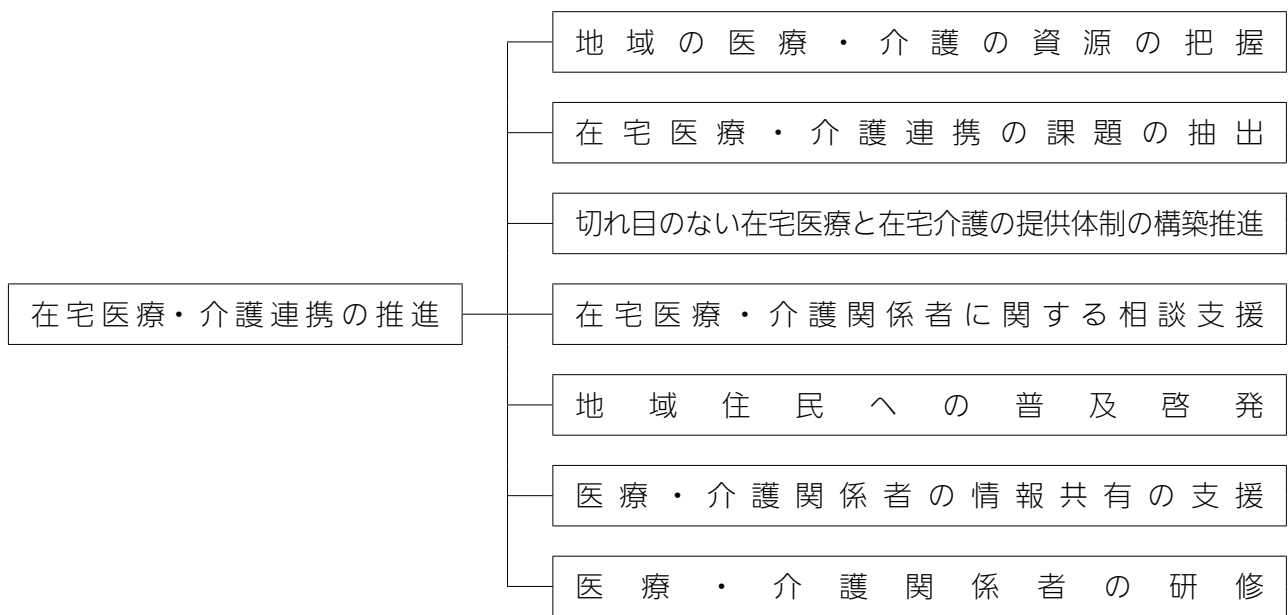 地域の医療・介護の資源の把握
在宅医療・介護連携の課題の抽出
切れ目のない在宅医療と在宅介護の提供体制の構築推進
在宅医療・介護連携の推進
在宅医療・介護関係者に関する相談支援
地域住民への普及啓発
医療・介護関係者の情報共有の支援
医療・介護関係者の研修